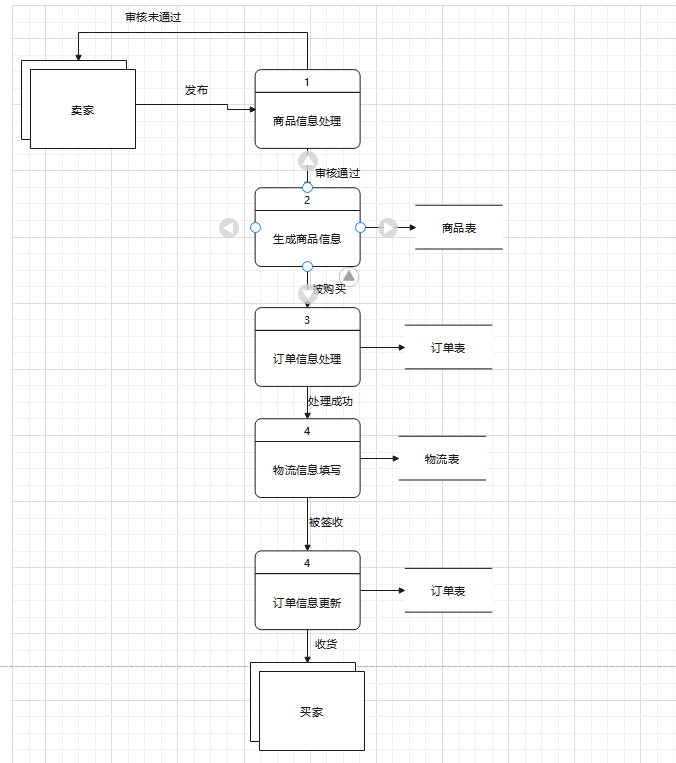 审核未通过
卖家
发布
1
商品信息处理
审核通过
2
生成商品信息
商品表
被购买
3
订单信息处理
订单表
处理成功
4
物流信息填写
物流表
被签收
4
订单信息更新
订单表
收货
买家